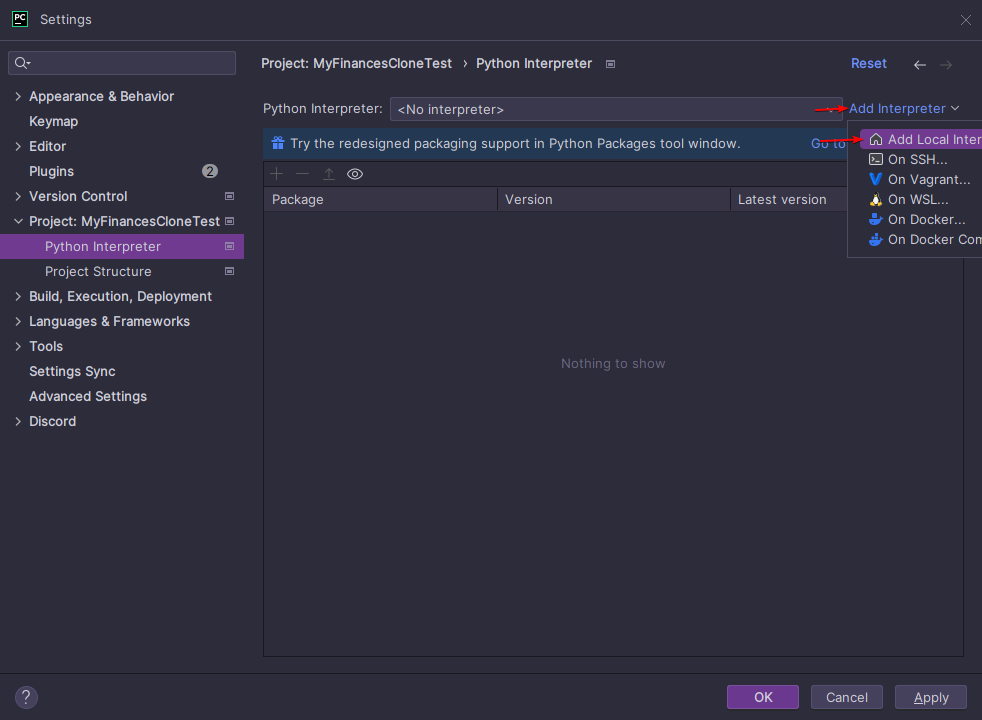 PC Settings
Project: MyFinancesCloneTest › Python Interpreter Reset
Appearance & Behavior
Keymap
Editor
Plugins 2
Version Control
Project: MyFinancesCloneTest
Python Interpreter
Project Structure
Build, Execution, Deployment
Languages & Frameworks
Tools
Settings Sync
Advanced Settings
Discord
Python Interpreter: <No interpreter> Add Interpreter
Try the redesigned packaging support in Python Packages tool window. Go to
Add Local Inter
On SSH...
On Vagrant...
On WSL...
On Docker...
On Docker Com
Package Version Latest version
Nothing to show
? OK Cancel Apply